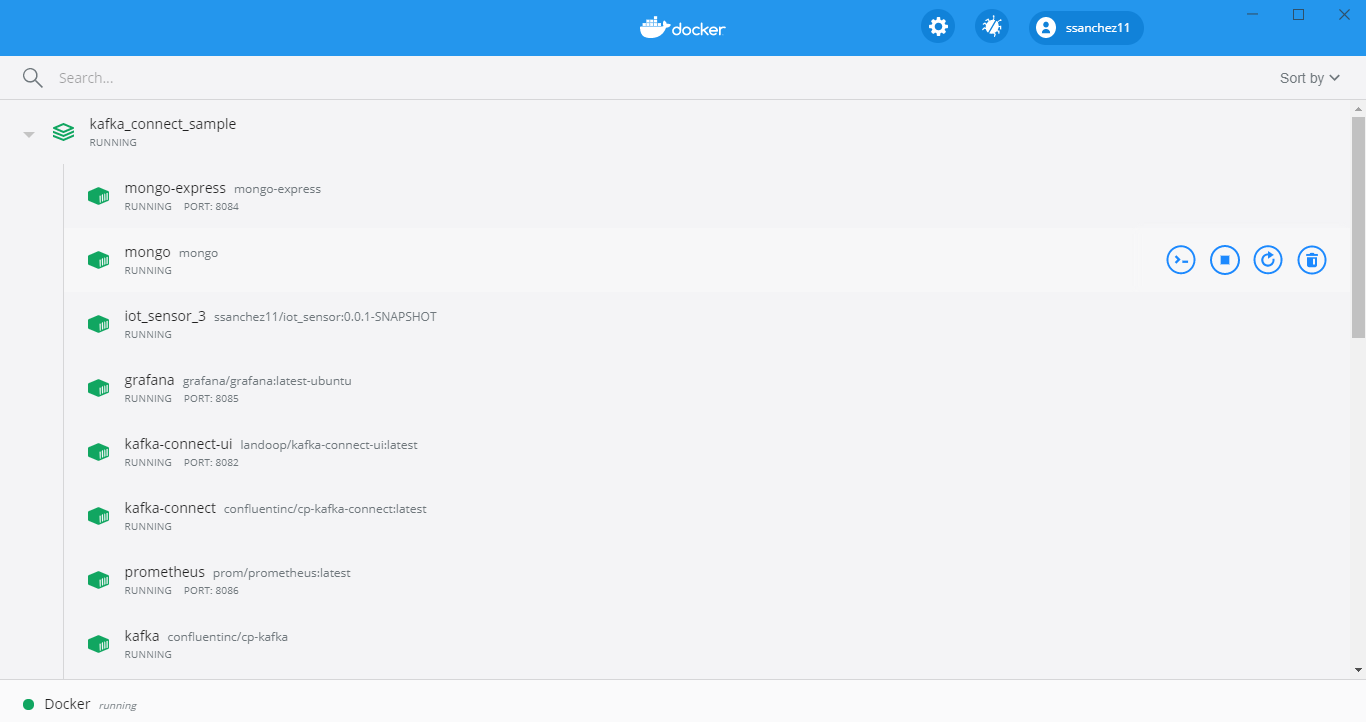 docker
ssanchez11
Search...
Sort by
kafka_connect_sample
RUNNING
mongo-express mongo-express
RUNNING PORT: 8084
mongo mongo
RUNNING
iot_sensor_3 ssanchez11/iot_sensor:0.0.1-SNAPSHOT
RUNNING
grafana grafana/grafana:latest-ubuntu
RUNNING PORT: 8085
kafka-connect-ui landoop/kafka-connect-ui:latest
RUNNING PORT: 8082
kafka-connect confluentinc/cp-kafka-connect:latest
RUNNING
prometheus prom/prometheus:latest
RUNNING PORT: 8086
kafka confluentinc/cp-kafka
RUNNING
Docker running